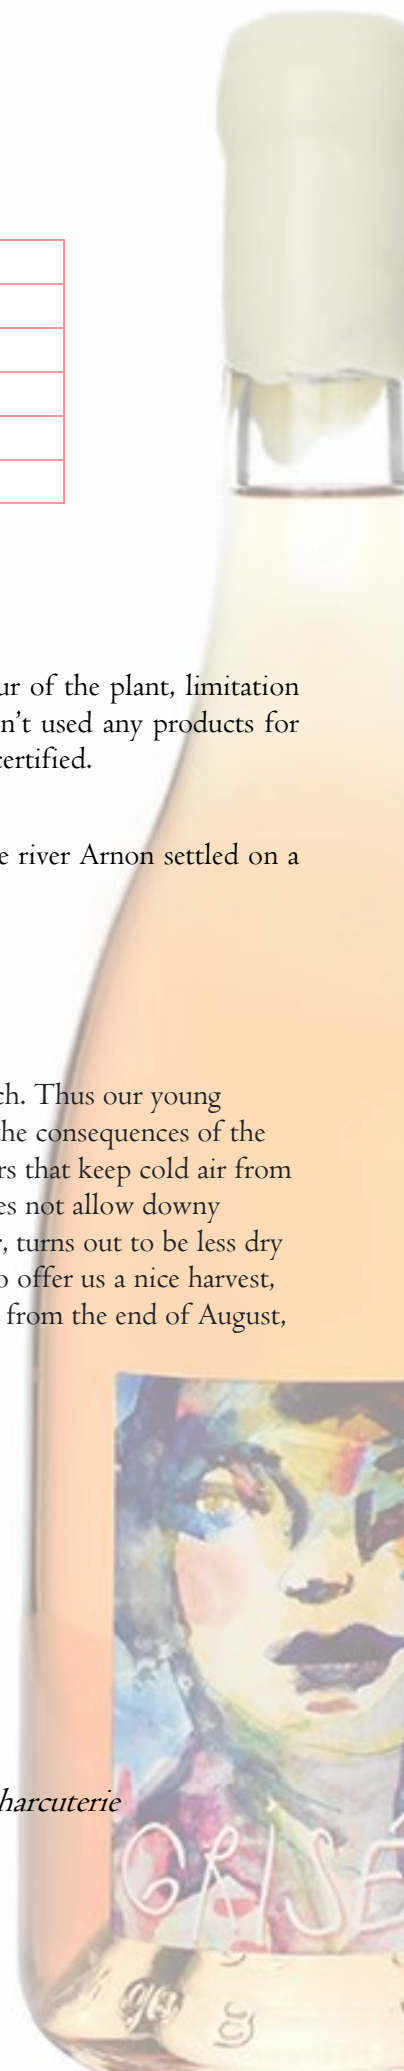 ur of the plant, limitation
n't used any products for
certified.
e river Arnon settled on a
ch. Thus our young
the consequences of the
rs that keep cold air from
es not allow downy
, turns out to be less dry
o offer us a nice harvest,
from the end of August,
harcuterie
GRISÉ